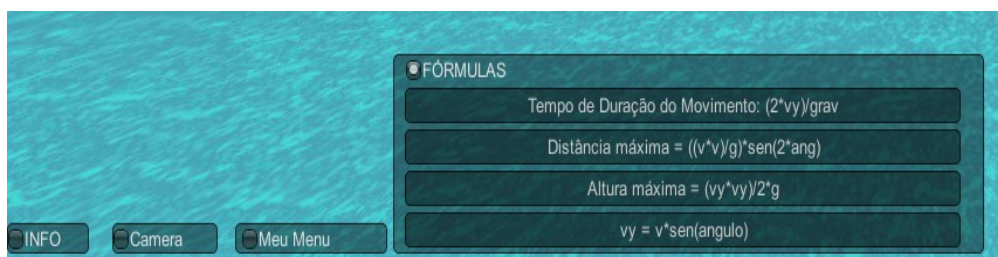 FÓRMULAS
Tempo de Duração do Movimento: (2*vy)/grav
Distância máxima = ((v*v)/g)*sen(2*ang)
Altura máxima = (vy*vy)/2*g
vy = v*sen(angulo)
INFO
Camera
Meu Menu